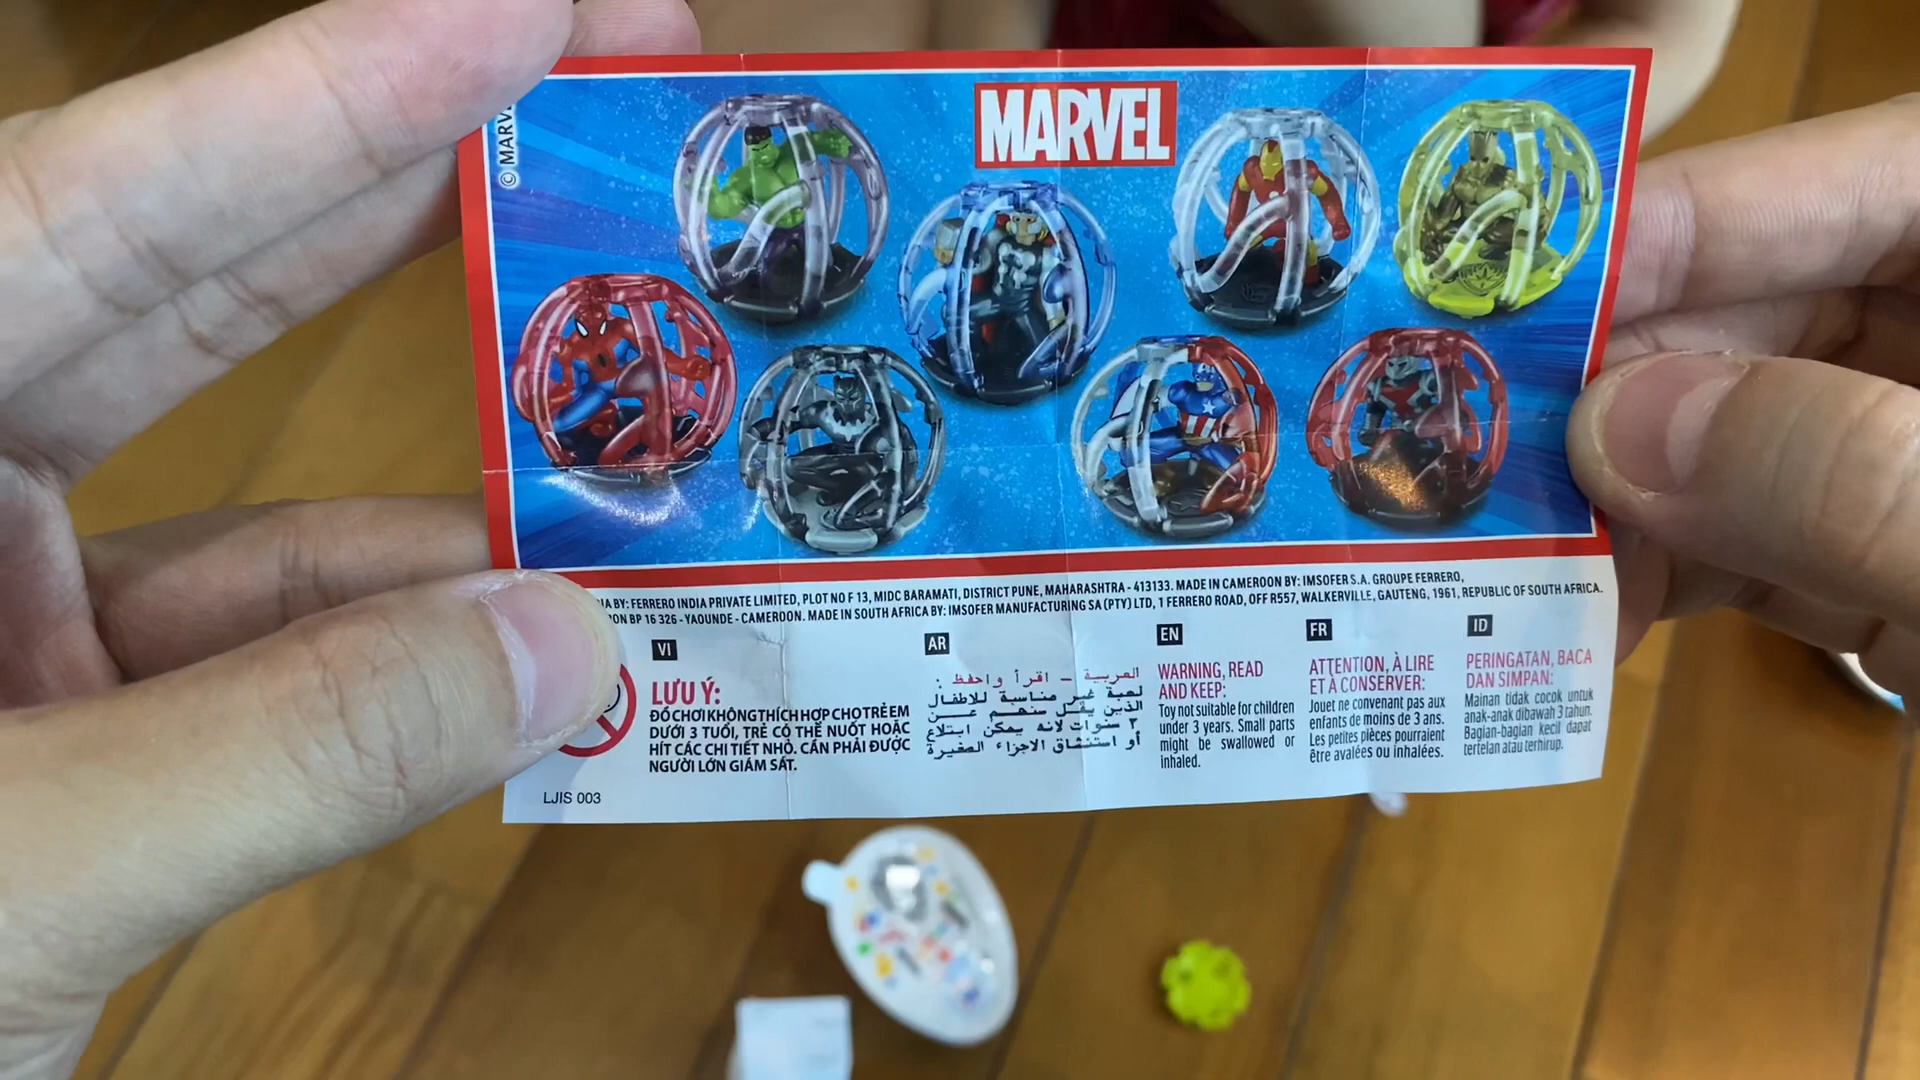 MARVEL
© MARV
IA BY: FERRERO INDIA PRIVATE LIMITED, PLOT NO F 13, MIDC BARAMATI, DISTRICT PUNE, MAHARASHTRA - 413133. MADE IN CAMEROON BY: IMSOFER S.A. GROUPE FERRERO,
ON BP 16 326 - YAOUNDE - CAMEROON. MADE IN SOUTH AFRICA BY: IMSOFER MANUFACTURING SA (PTY) LTD, 1 FERRERO ROAD, OFF R557, WALKERVILLE, GAUTENG, 1961, REPUBLIC OF SOUTH AFRICA.
VI
LƯU Ý:
ĐỒ CHƠI KHÔNG THÍCH HỢP CHO TRẺ EM
DƯỚI 3 TUỔI, TRẺ CÓ THỂ NUỐT HOẶC
HÍT CÁC CHI TIẾT NHỎ. CẦN PHẢI ĐƯỢC
NGƯỜI LỚN GIÁM SÁT.
LJIS 003
AR
العربية – اقرأ واحفظ :
لعبة غير مناسبة للاطفال
الذين يقل سنهم عن
٣ سنوات لانه يمكن ابتلاع
أو استنشاق الاجزاء الصغيرة
EN
WARNING, READ
AND KEEP:
Toy not suitable for children
under 3 years. Small parts
might be swallowed or
inhaled.
FR
ATTENTION, À LIRE
ET À CONSERVER:
Jouet ne convenant pas aux
enfants de moins de 3 ans.
Les petites pièces pourraient
être avalées ou inhalées.
ID
PERINGATAN, BACA
DAN SIMPAN:
Mainan tidak cocok untuk
anak-anak dibawah 3 tahun.
Bagian-bagian kecil dapat
tertelan atau terhirup.